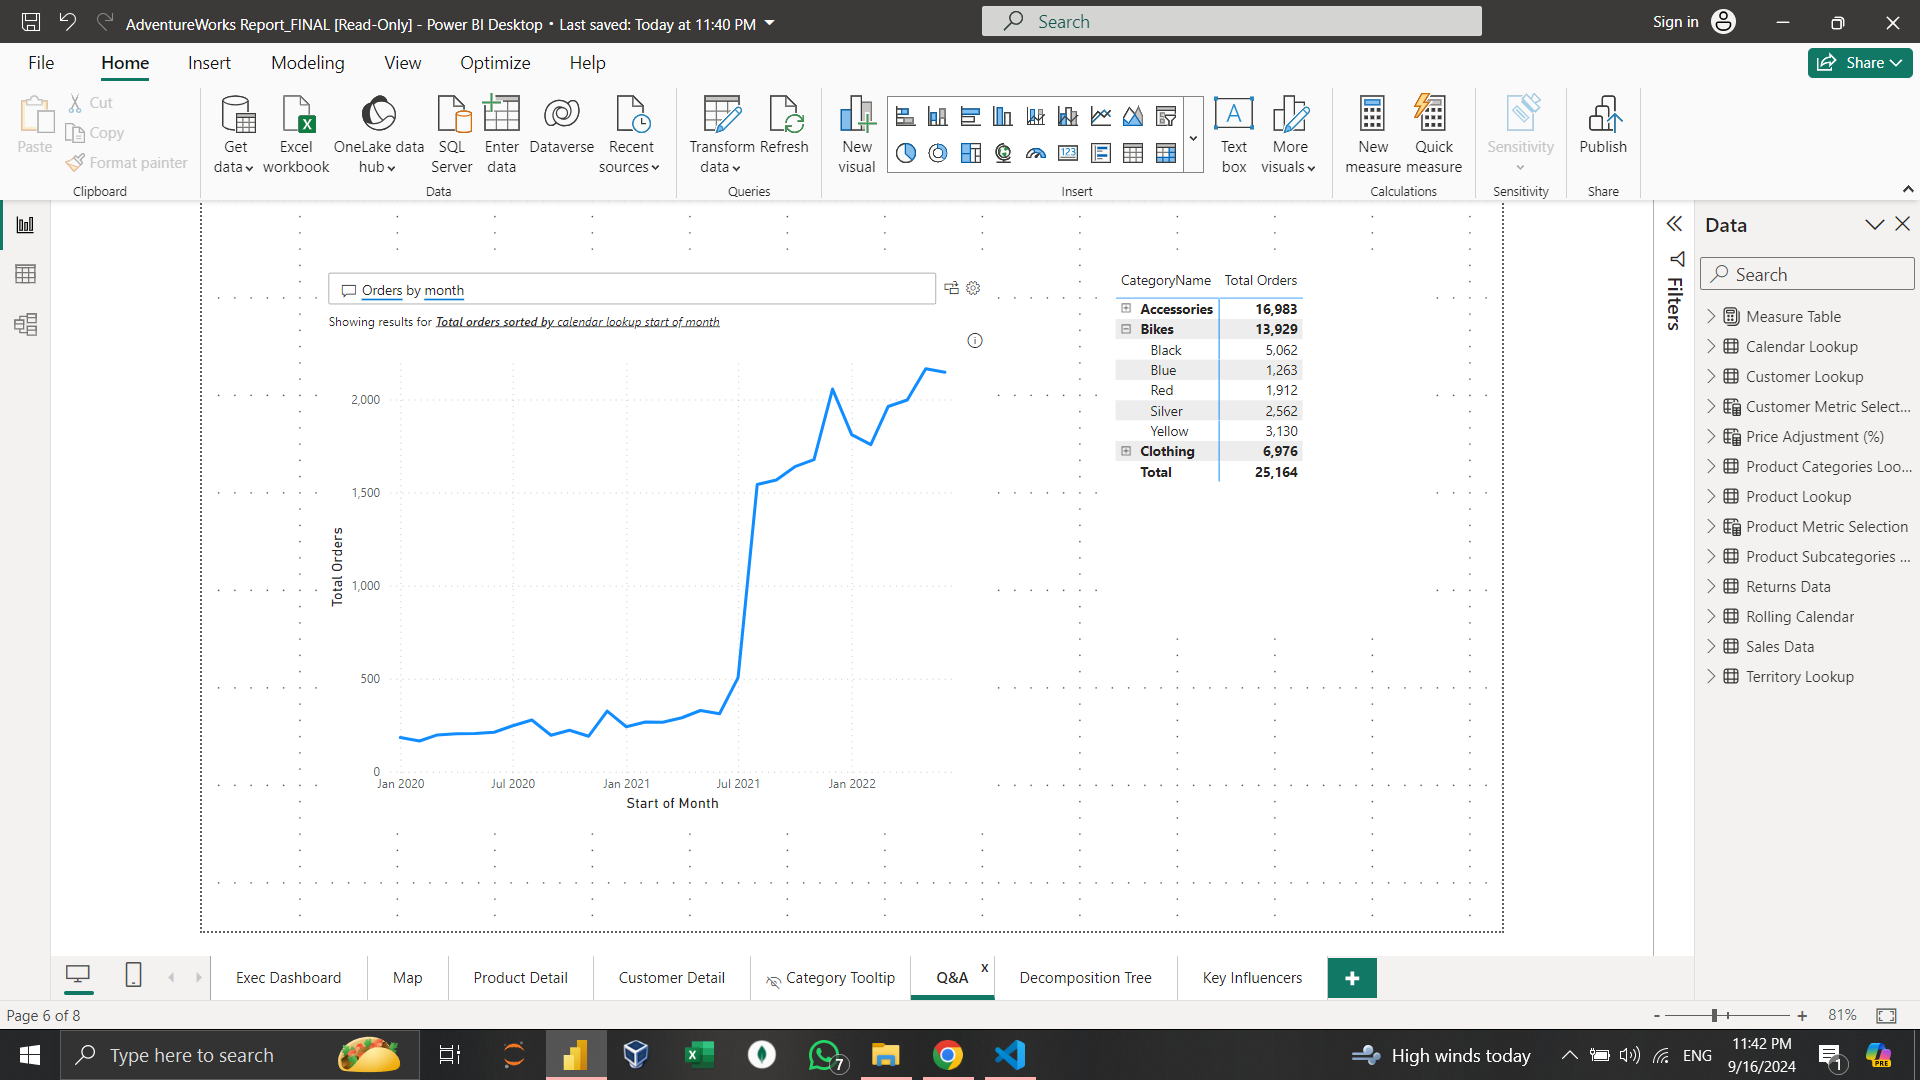 AdventureWorks Report_FINAL [Read-Only] - Power BI Desktop • Last saved: Today at 11:40 PM
Search
Sign in
File
Home
Insert
Modeling
View
Optimize
Help
Share
Paste
Cut
Copy
Format painter
Clipboard
Get data
Excel workbook
OneLake data hub
SQL Server
Enter data
Dataverse
Recent sources
Data
Transform data
Refresh
Queries
New visual
123
Text box
More visuals
Insert
New measure
Quick measure
Calculations
Sensitivity
Sensitivity
Publish
Share
Orders by month
Showing results for Total orders sorted by calendar lookup start of month
Total Orders
2,000
1,500
1,000
500
0
Jan 2020
Jul 2020
Jan 2021
Jul 2021
Jan 2022
Start of Month
CategoryName Total Orders
Accessories 16,983
Bikes 13,929
Black 5,062
Blue 1,263
Red 1,912
Silver 2,562
Yellow 3,130
Clothing 6,976
Total 25,164
Filters
Data
Search
Measure Table
Calendar Lookup
Customer Lookup
Customer Metric Select...
Price Adjustment (%)
Product Categories Loo...
Product Lookup
Product Metric Selection
Product Subcategories ...
Returns Data
Rolling Calendar
Sales Data
Territory Lookup
Exec Dashboard
Map
Product Detail
Customer Detail
Category Tooltip
Q&A
x
Decomposition Tree
Key Influencers
+
Page 6 of 8
- + 81%
Type here to search
7
High winds today
ENG
11:42 PM
9/16/2024
1
PRE